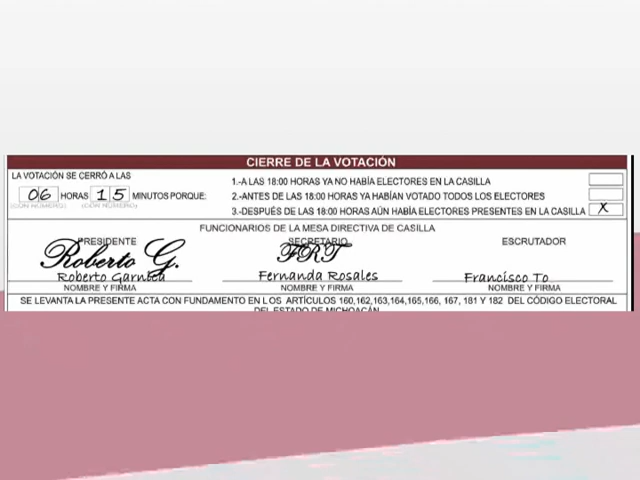 CIERRE DE LA VOTACIÓN
LA VOTACIÓN SE CERRÓ A LAS
06 HORAS 15 MINUTOS PORQUE:
(CON NÚMERO) (CON NÚMERO)
1.-A LAS 18:00 HORAS YA NO HABÍA ELECTORES EN LA CASILLA
2.-ANTES DE LAS 18:00 HORAS YA HABÍAN VOTADO TODOS LOS ELECTORES
3.-DESPUÉS DE LAS 18:00 HORAS AÚN HABÍA ELECTORES PRESENTES EN LA CASILLA X
FUNCIONARIOS DE LA MESA DIRECTIVA DE CASILLA
PRESIDENTE SECRETARIO ESCRUTADOR
Roberto G. FRT
Roberto Garnica Fernanda Rosales Francisco To
NOMBRE Y FIRMA NOMBRE Y FIRMA NOMBRE Y FIRMA
SE LEVANTA LA PRESENTE ACTA CON FUNDAMENTO EN LOS ARTÍCULOS 160,162,163,164,165,166, 167, 181 Y 182 DEL CÓDIGO ELECTORAL
DEL ESTADO DE MICHOACÁN